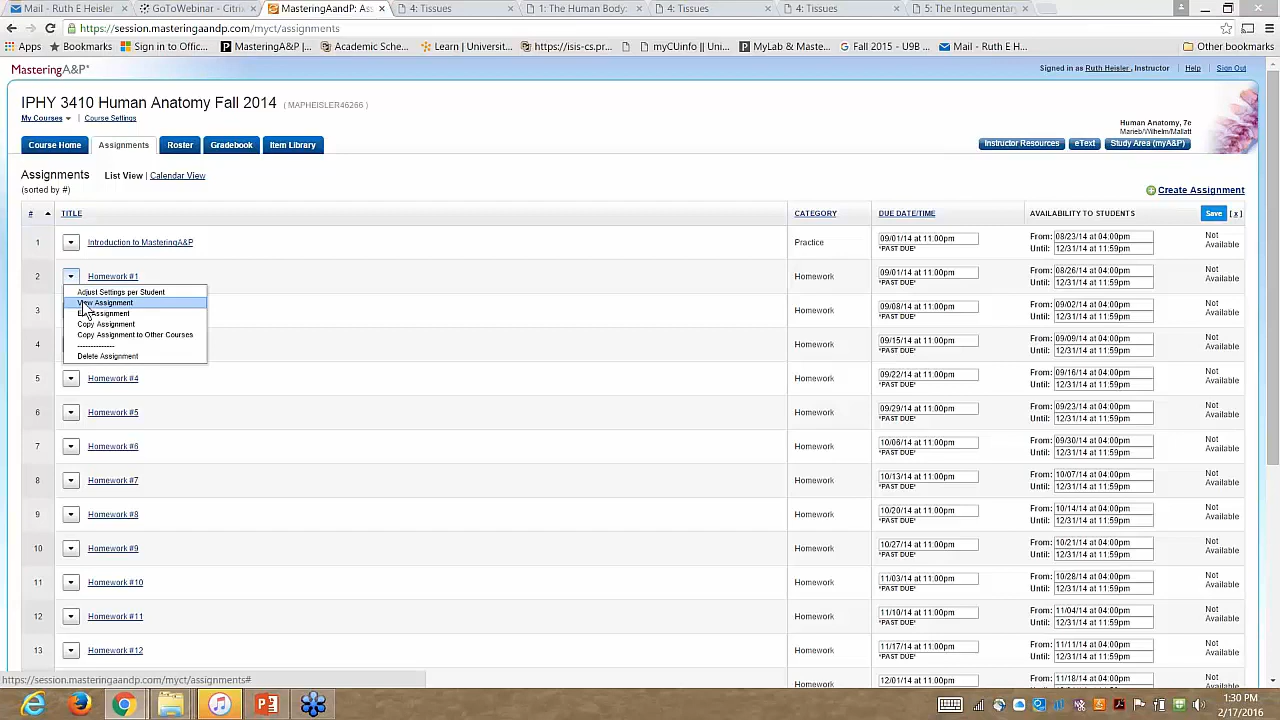 Mail - Ruth E Heisler
GoToWebinar - Citri
MasteringAandP: As
4: Tissues
1: The Human Body:
4: Tissues
4: Tissues
5: The Integumentar
https://session.masteringaandp.com/myct/assignments
Apps
Bookmarks
Sign in to Offic...
MasteringA&P |...
Academic Sche...
Learn | Universit...
https://isis-cs.pr...
myCUinfo || Uni...
MyLab & Maste...
Fall 2015 - U9B ...
Mail - Ruth E H...
Other bookmarks
MasteringA&P®
Signed in as Ruth Heisler, Instructor | Help | Sign Out
IPHY 3410 Human Anatomy Fall 2014 ( MAPHEISLER46266 )
My Courses | Course Settings
Human Anatomy, 7e
Marieb/Wilhelm/Mallatt
Course Home
Assignments
Roster
Gradebook
Item Library
Instructor Resources
eText
Study Area (myA&P)
Assignments List View | Calendar View
(sorted by #)
Create Assignment
# TITLE CATEGORY DUE DATE/TIME AVAILABILITY TO STUDENTS Save [x]
1 Introduction to MasteringA&P Practice 09/01/14 at 11:00pm From: 08/23/14 at 04:00pm Not
*PAST DUE* Until: 12/31/14 at 11:59pm Available
2 Homework #1 Homework 09/01/14 at 11:00pm From: 08/26/14 at 04:00pm Not
*PAST DUE* Until: 12/31/14 at 11:59pm Available
Adjust Settings per Student
View Assignment
Assignment
Copy Assignment
Copy Assignment to Other Courses
---------------
Delete Assignment
3 Homework 09/08/14 at 11:00pm From: 09/02/14 at 04:00pm Not
*PAST DUE* Until: 12/31/14 at 11:59pm Available
4 Homework 09/15/14 at 11:00pm From: 09/09/14 at 04:00pm Not
*PAST DUE* Until: 12/31/14 at 11:59pm Available
5 Homework #4 Homework 09/22/14 at 11:00pm From: 09/16/14 at 04:00pm Not
*PAST DUE* Until: 12/31/14 at 11:59pm Available
6 Homework #5 Homework 09/29/14 at 11:00pm From: 09/23/14 at 04:00pm Not
*PAST DUE* Until: 12/31/14 at 11:59pm Available
7 Homework #6 Homework 10/06/14 at 11:00pm From: 09/30/14 at 04:00pm Not
*PAST DUE* Until: 12/31/14 at 11:59pm Available
8 Homework #7 Homework 10/13/14 at 11:00pm From: 10/07/14 at 04:00pm Not
*PAST DUE* Until: 12/31/14 at 11:59pm Available
9 Homework #8 Homework 10/20/14 at 11:00pm From: 10/14/14 at 04:00pm Not
*PAST DUE* Until: 12/31/14 at 11:59pm Available
10 Homework #9 Homework 10/27/14 at 11:00pm From: 10/21/14 at 04:00pm Not
*PAST DUE* Until: 12/31/14 at 11:59pm Available
11 Homework #10 Homework 11/03/14 at 11:00pm From: 10/28/14 at 04:00pm Not
*PAST DUE* Until: 12/31/14 at 11:59pm Available
12 Homework #11 Homework 11/10/14 at 11:00pm From: 11/04/14 at 04:00pm Not
*PAST DUE* Until: 12/31/14 at 11:59pm Available
13 Homework #12 Homework 11/17/14 at 11:00pm From: 11/11/14 at 04:00pm Not
*PAST DUE* Until: 12/31/14 at 11:59pm Available
Homework 12/01/14 at 11:00pm From: 11/18/14 at 04:00pm Not
https://session.masteringaandp.com/myct/assignments#
1:30 PM
2/17/2016